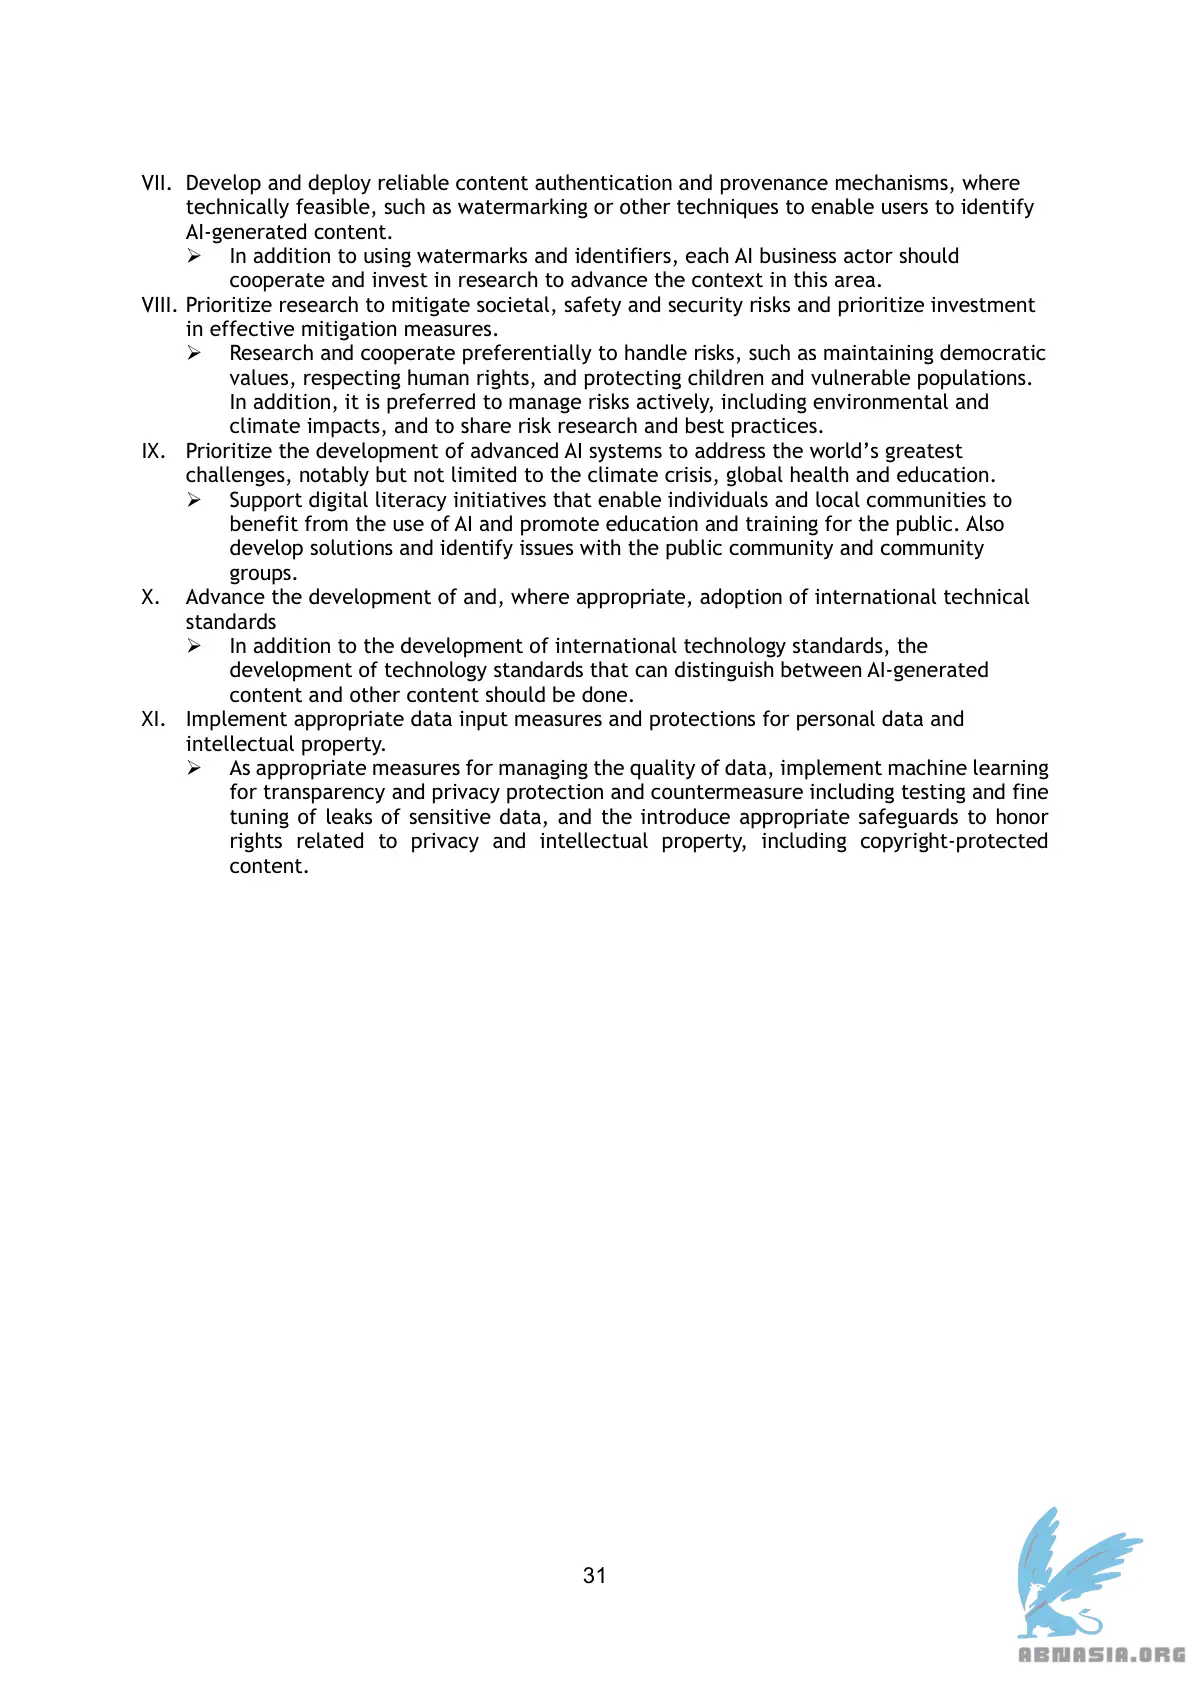 VII. Develop and deploy reliable content authentication and provenance mechanisms, where
technically feasible, such as watermarking or other techniques to enable users to identify
AI-generated content.
➢ In addition to using watermarks and identifiers, each AI business actor should
cooperate and invest in research to advance the context in this area.
VIII. Prioritize research to mitigate societal, safety and security risks and prioritize investment
in effective mitigation measures.
➢ Research and cooperate preferentially to handle risks, such as maintaining democratic
values, respecting human rights, and protecting children and vulnerable populations.
In addition, it is preferred to manage risks actively, including environmental and
climate impacts, and to share risk research and best practices.
IX. Prioritize the development of advanced AI systems to address the world’s greatest
challenges, notably but not limited to the climate crisis, global health and education.
➢ Support digital literacy initiatives that enable individuals and local communities to
benefit from the use of AI and promote education and training for the public. Also
develop solutions and identify issues with the public community and community
groups.
X. Advance the development of and, where appropriate, adoption of international technical
standards
➢ In addition to the development of international technology standards, the
development of technology standards that can distinguish between AI-generated
content and other content should be done.
XI. Implement appropriate data input measures and protections for personal data and
intellectual property.
➢ As appropriate measures for managing the quality of data, implement machine learning
for transparency and privacy protection and countermeasure including testing and fine
tuning of leaks of sensitive data, and the introduce appropriate safeguards to honor
rights related to privacy and intellectual property, including copyright-protected
content.
31
ABNASIA.ORG